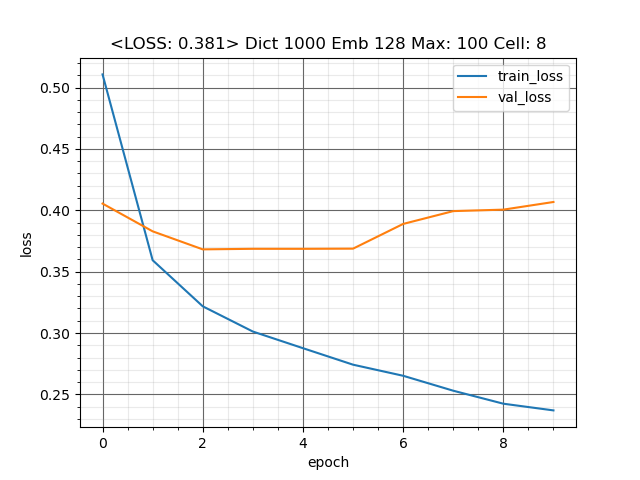 <LOSS: 0.381> Dict 1000 Emb 128 Max: 100 Cell: 8
train_loss
val_loss
0.50
0.45
0.40
0.35
0.30
0.25
loss
0 2 4 6 8
epoch